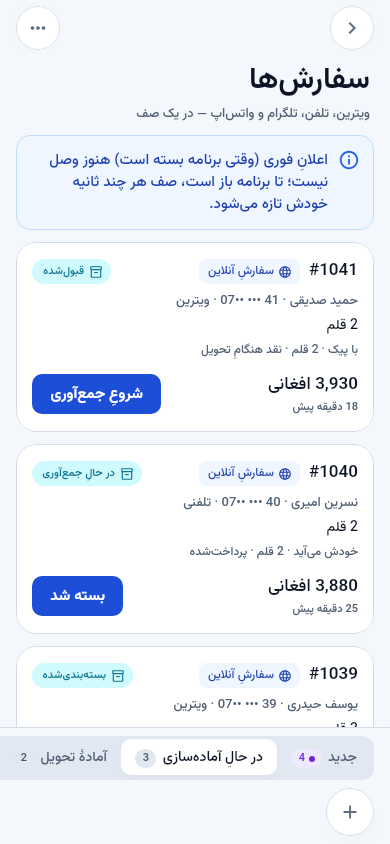 سفارش‌ها
ویترین، تلفن، تلگرام و واتس‌اپ — در یک صف
اعلانِ فوری (وقتی برنامه بسته است) هنوز وصل
نیست؛ تا برنامه باز است، صف هر چند ثانیه
خودش تازه می‌شود.
#1041 سفارشِ آنلاین قبول‌شده
حمید صدیقی · 07•• ••• 41 · ویترین
2 قلم
با پیک · 2 قلم · نقد هنگامِ تحویل
3,930 افغانی
18 دقیقه پیش
شروعِ جمع‌آوری
#1040 سفارشِ آنلاین در حالِ جمع‌آوری
نسرین امیری · 07•• ••• 40 · تلفنی
2 قلم
خودش می‌آید · 2 قلم · پرداخت‌شده
3,880 افغانی
25 دقیقه پیش
بسته شد
#1039 سفارشِ آنلاین بسته‌بندی‌شده
یوسف حیدری · 07•• ••• 39 · ویترین
جدید 4 در حالِ آماده‌سازی 3 آمادهٔ تحویل 2